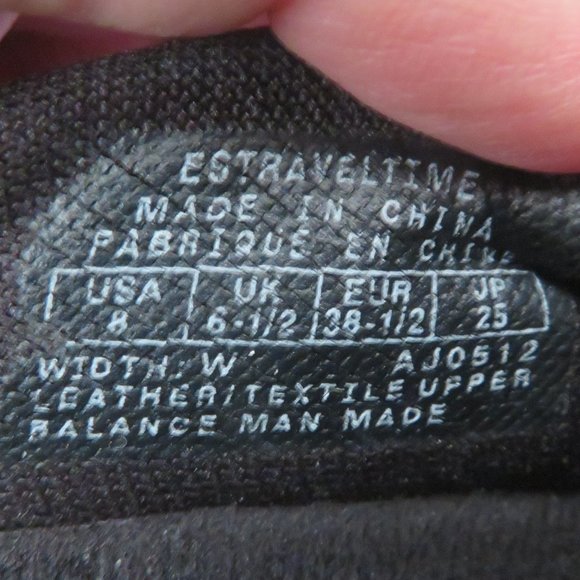 ESTRAVELTIME
MADE IN CHINA
FABRIQUE EN CHINE
USA UK EUR JP
8 6-1/2 38-1/2 25
WIDTH: W AJ0512
LEATHER/TEXTILE UPPER
BALANCE MAN MADE